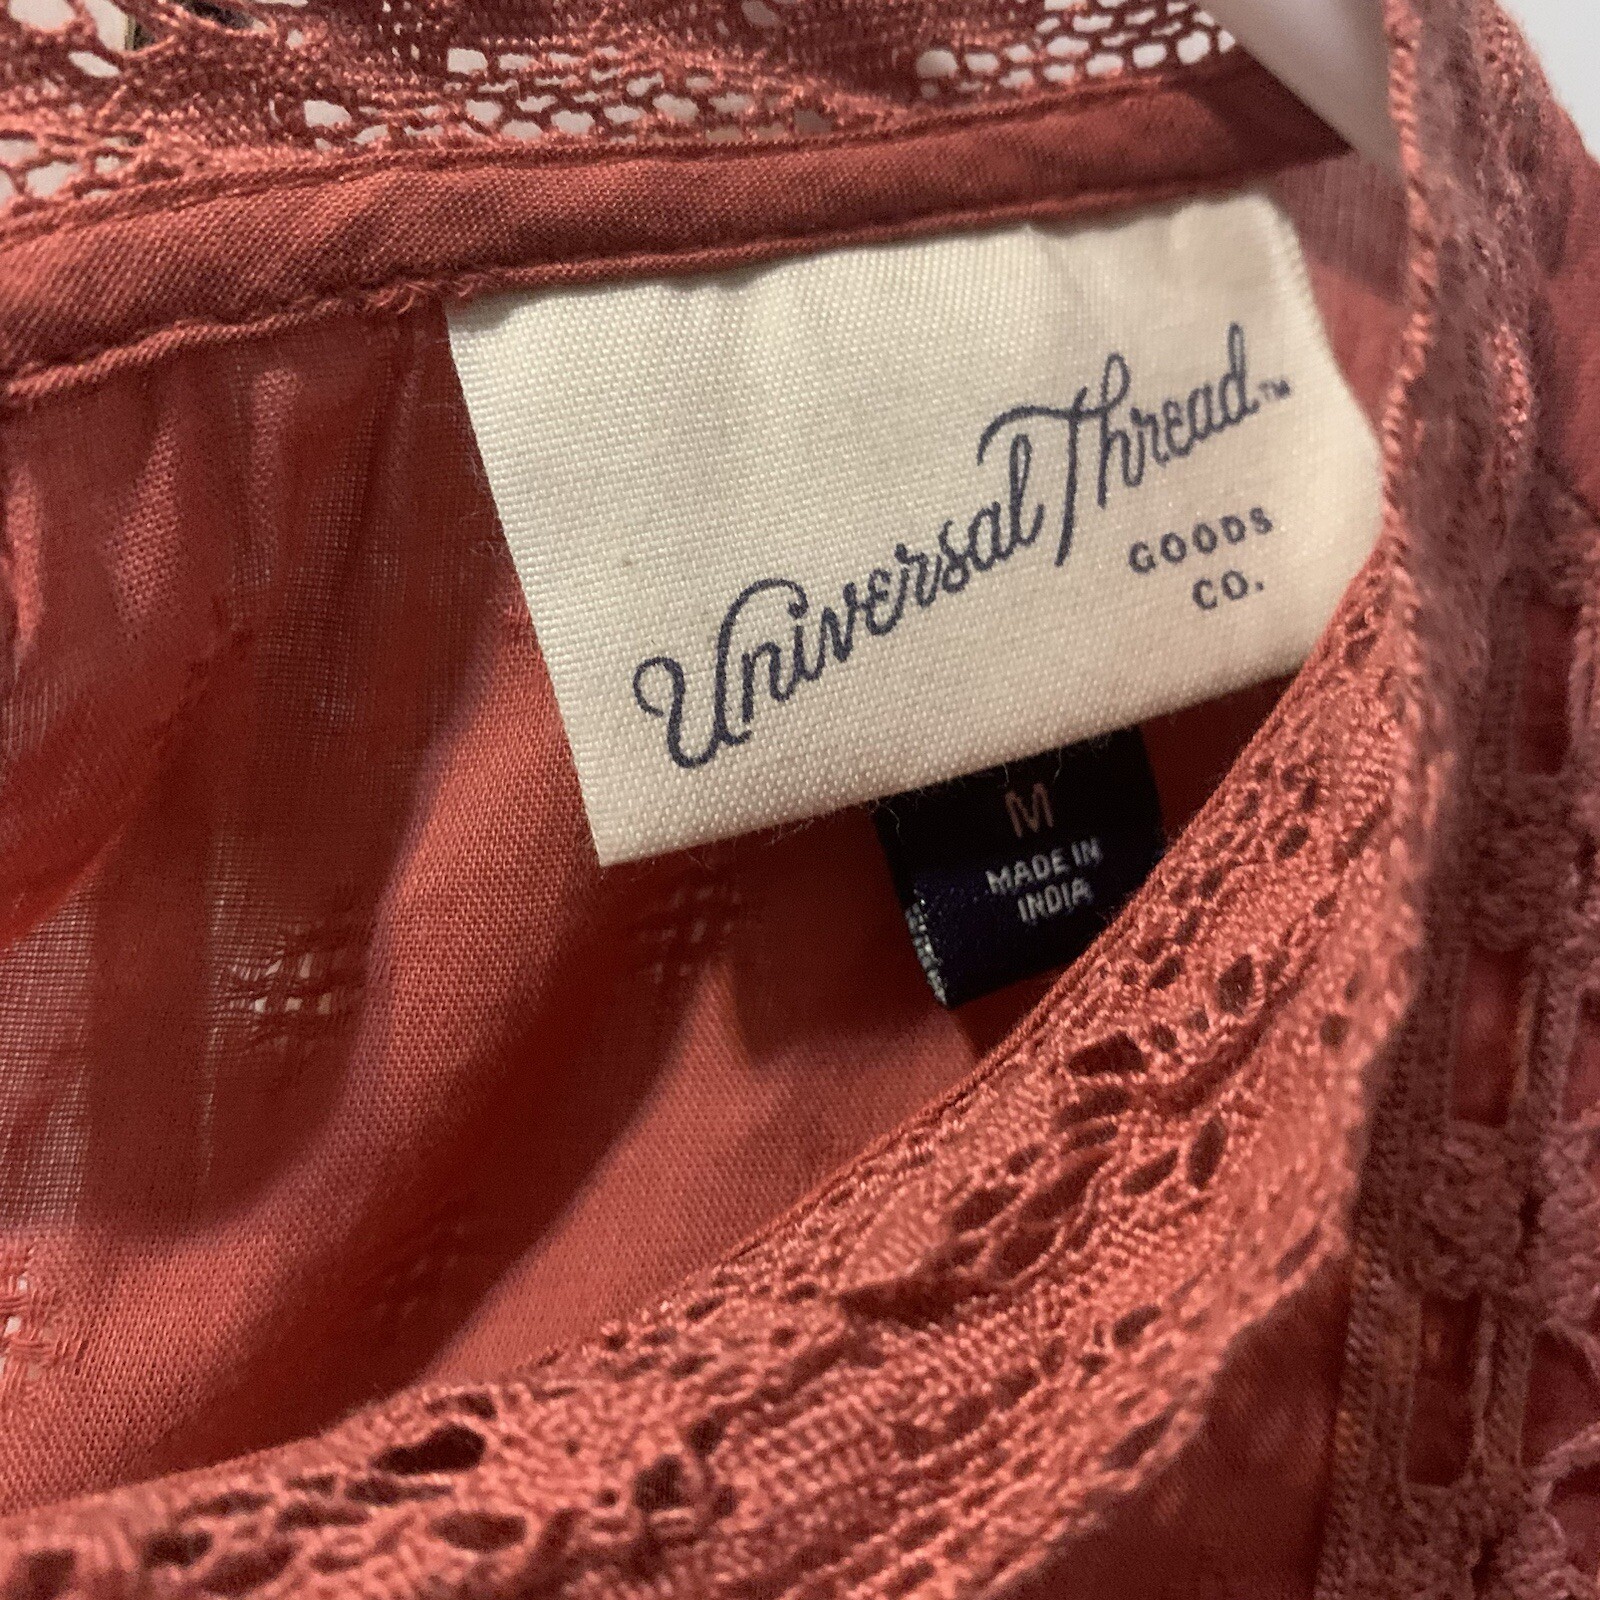 Universal Thread™
GOODS
CO.
M
MADE IN
INDIA